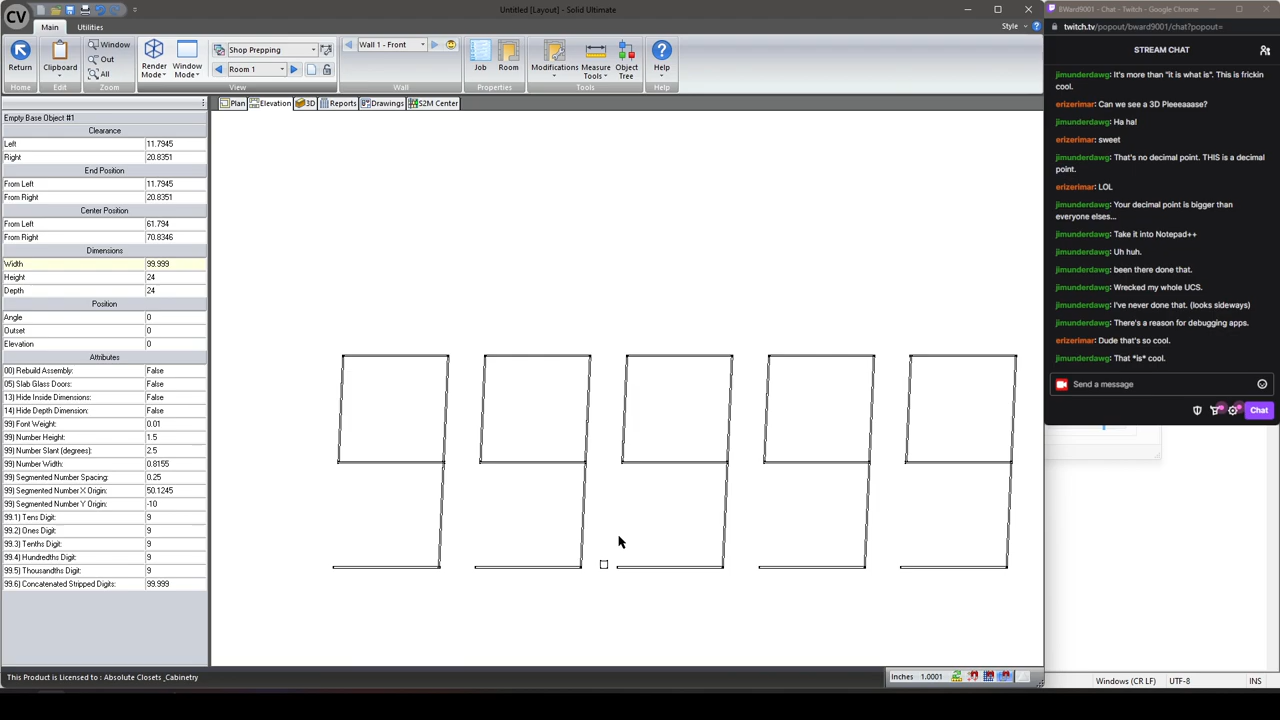 CV
Untitled [Layout] - Solid Ultimate
Main
Utilities
Style
Return
Clipboard
Window
Out
All
Render Mode
Window Mode
Shop Prepping
Room 1
Wall 1 - Front
Job
Room
Modifications
Measure Tools
Object Tree
Help
Home
Edit
Zoom
View
Wall
Properties
Tools
Help
Plan
Elevation
3D
Reports
Drawings
S2M Center
Empty Base Object #1
Clearance
Left 11.7945
Right 20.8351
End Position
From Left 11.7945
From Right 20.8351
Center Position
From Left 61.794
From Right 70.8346
Dimensions
Width 99.999
Height 24
Depth 24
Position
Angle 0
Outset 0
Elevation 0
Attributes
00) Rebuild Assembly: False
05) Slab Glass Doors: False
13) Hide Inside Dimensions: False
14) Hide Depth Dimension: False
99) Font Weight: 0.01
99) Number Height: 1.5
99) Number Slant (degrees): 2.5
99) Number Width: 0.8155
99) Segmented Number Spacing: 0.25
99) Segmented Number X Origin: 50.1245
99) Segmented Number Y Origin: -10
99.1) Tens Digit: 9
99.2) Ones Digit: 9
99.3) Tenths Digit: 9
99.4) Hundredths Digit: 9
99.5) Thousandths Digit: 9
99.6) Concatenated Stripped Digits: 99.999
99.999
This Product is Licensed to : Absolute Closets _Cabinetry
Inches 1.0001
BWard9001 - Chat - Twitch - Google Chrome
twitch.tv/popout/bward9001/chat?popout=
STREAM CHAT
jimunderdawg: It's more than "it is what is". This is frickin
cool.
erizerimar: Can we see a 3D Pleeeaaase?
jimunderdawg: Ha ha!
erizerimar: sweet
jimunderdawg: That's no decimal point. THIS is a decimal
point.
erizerimar: LOL
jimunderdawg: Your decimal point is bigger than
everyone elses...
jimunderdawg: Take it into Notepad++
jimunderdawg: Uh huh.
jimunderdawg: been there done that.
jimunderdawg: Wrecked my whole UCS.
jimunderdawg: I've never done that. (looks sideways)
jimunderdawg: There's a reason for debugging apps.
erizerimar: Dude that's so cool.
jimunderdawg: That *is* cool.
Send a message
Chat
Windows (CR LF)
UTF-8
INS